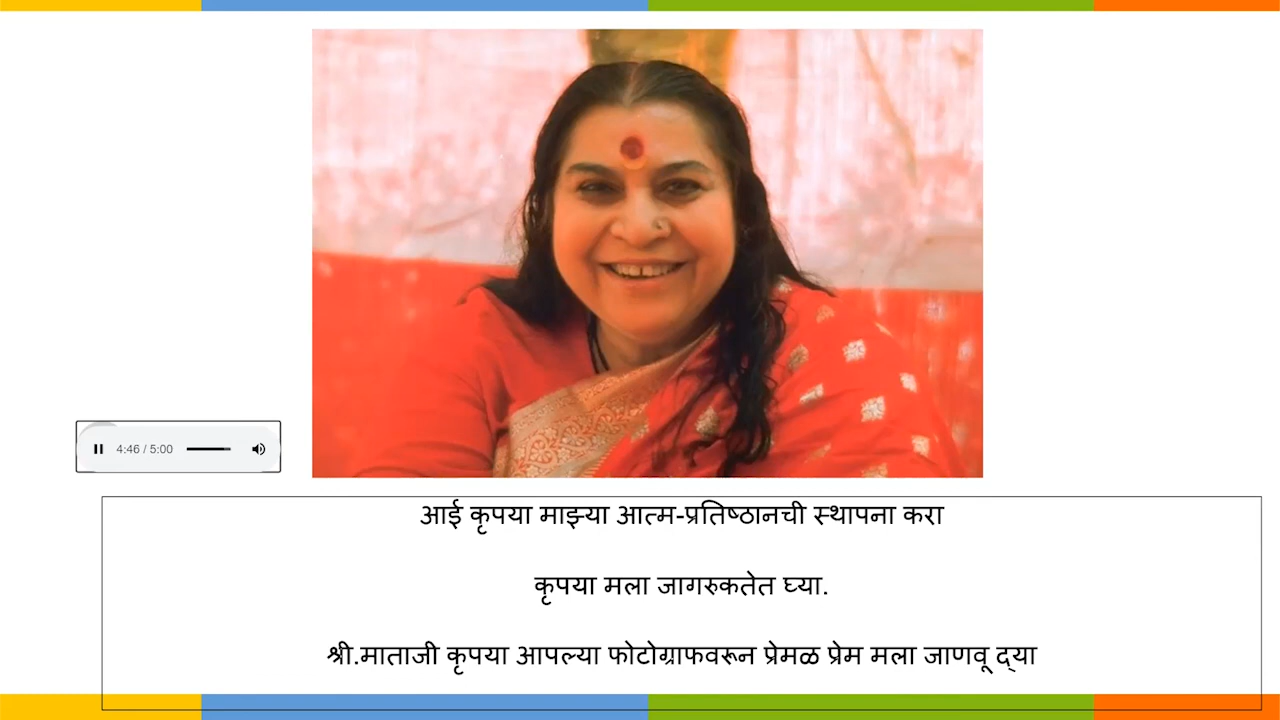 4:46 / 5:00
आई कृपया माझ्या आत्म-प्रतिष्ठानची स्थापना करा
कृपया मला जागरुकतेत घ्या.
श्री.माताजी कृपया आपल्या फोटोग्राफवरून प्रेमळ प्रेम मला जाणवू द्‌या